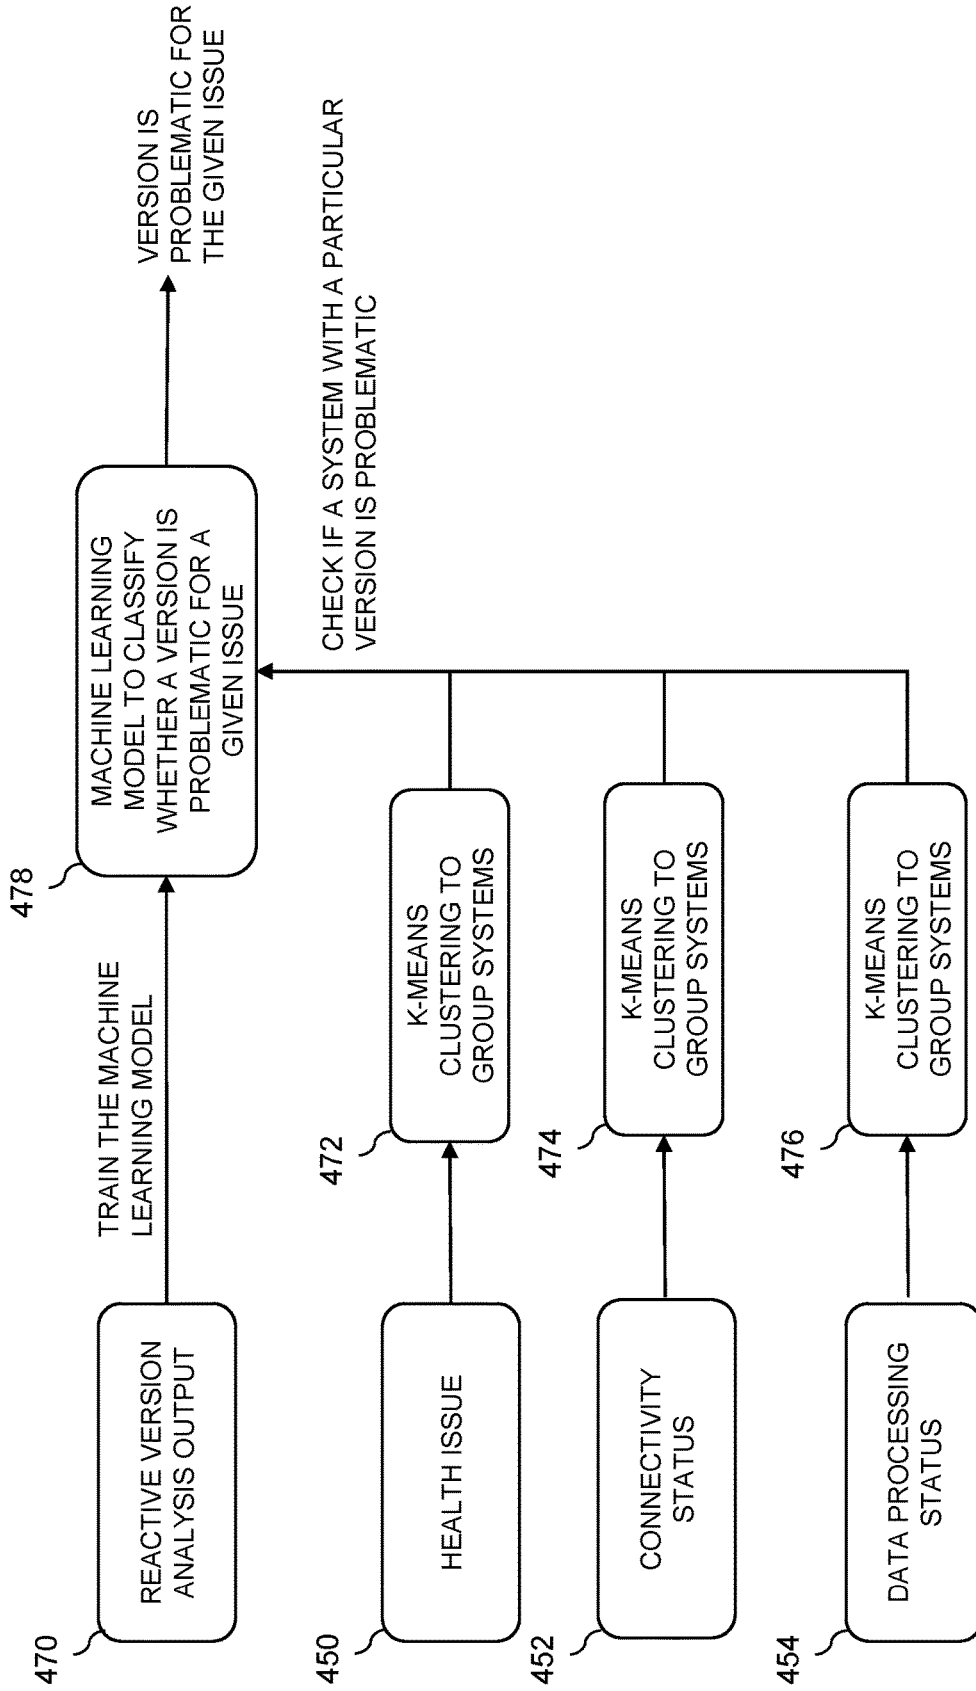 470
REACTIVE VERSION
ANALYSIS OUTPUT
TRAIN THE MACHINE
LEARNING MODEL
478
MACHINE LEARNING
MODEL TO CLASSIFY
WHETHER A VERSION IS
PROBLEMATIC FOR A
GIVEN ISSUE
VERSION IS
PROBLEMATIC FOR
THE GIVEN ISSUE
CHECK IF A SYSTEM WITH A PARTICULAR
VERSION IS PROBLEMATIC
450
HEALTH ISSUE
472
K-MEANS
CLUSTERING TO
GROUP SYSTEMS
452
CONNECTIVITY
STATUS
474
K-MEANS
CLUSTERING TO
GROUP SYSTEMS
454
DATA PROCESSING
STATUS
476
K-MEANS
CLUSTERING TO
GROUP SYSTEMS